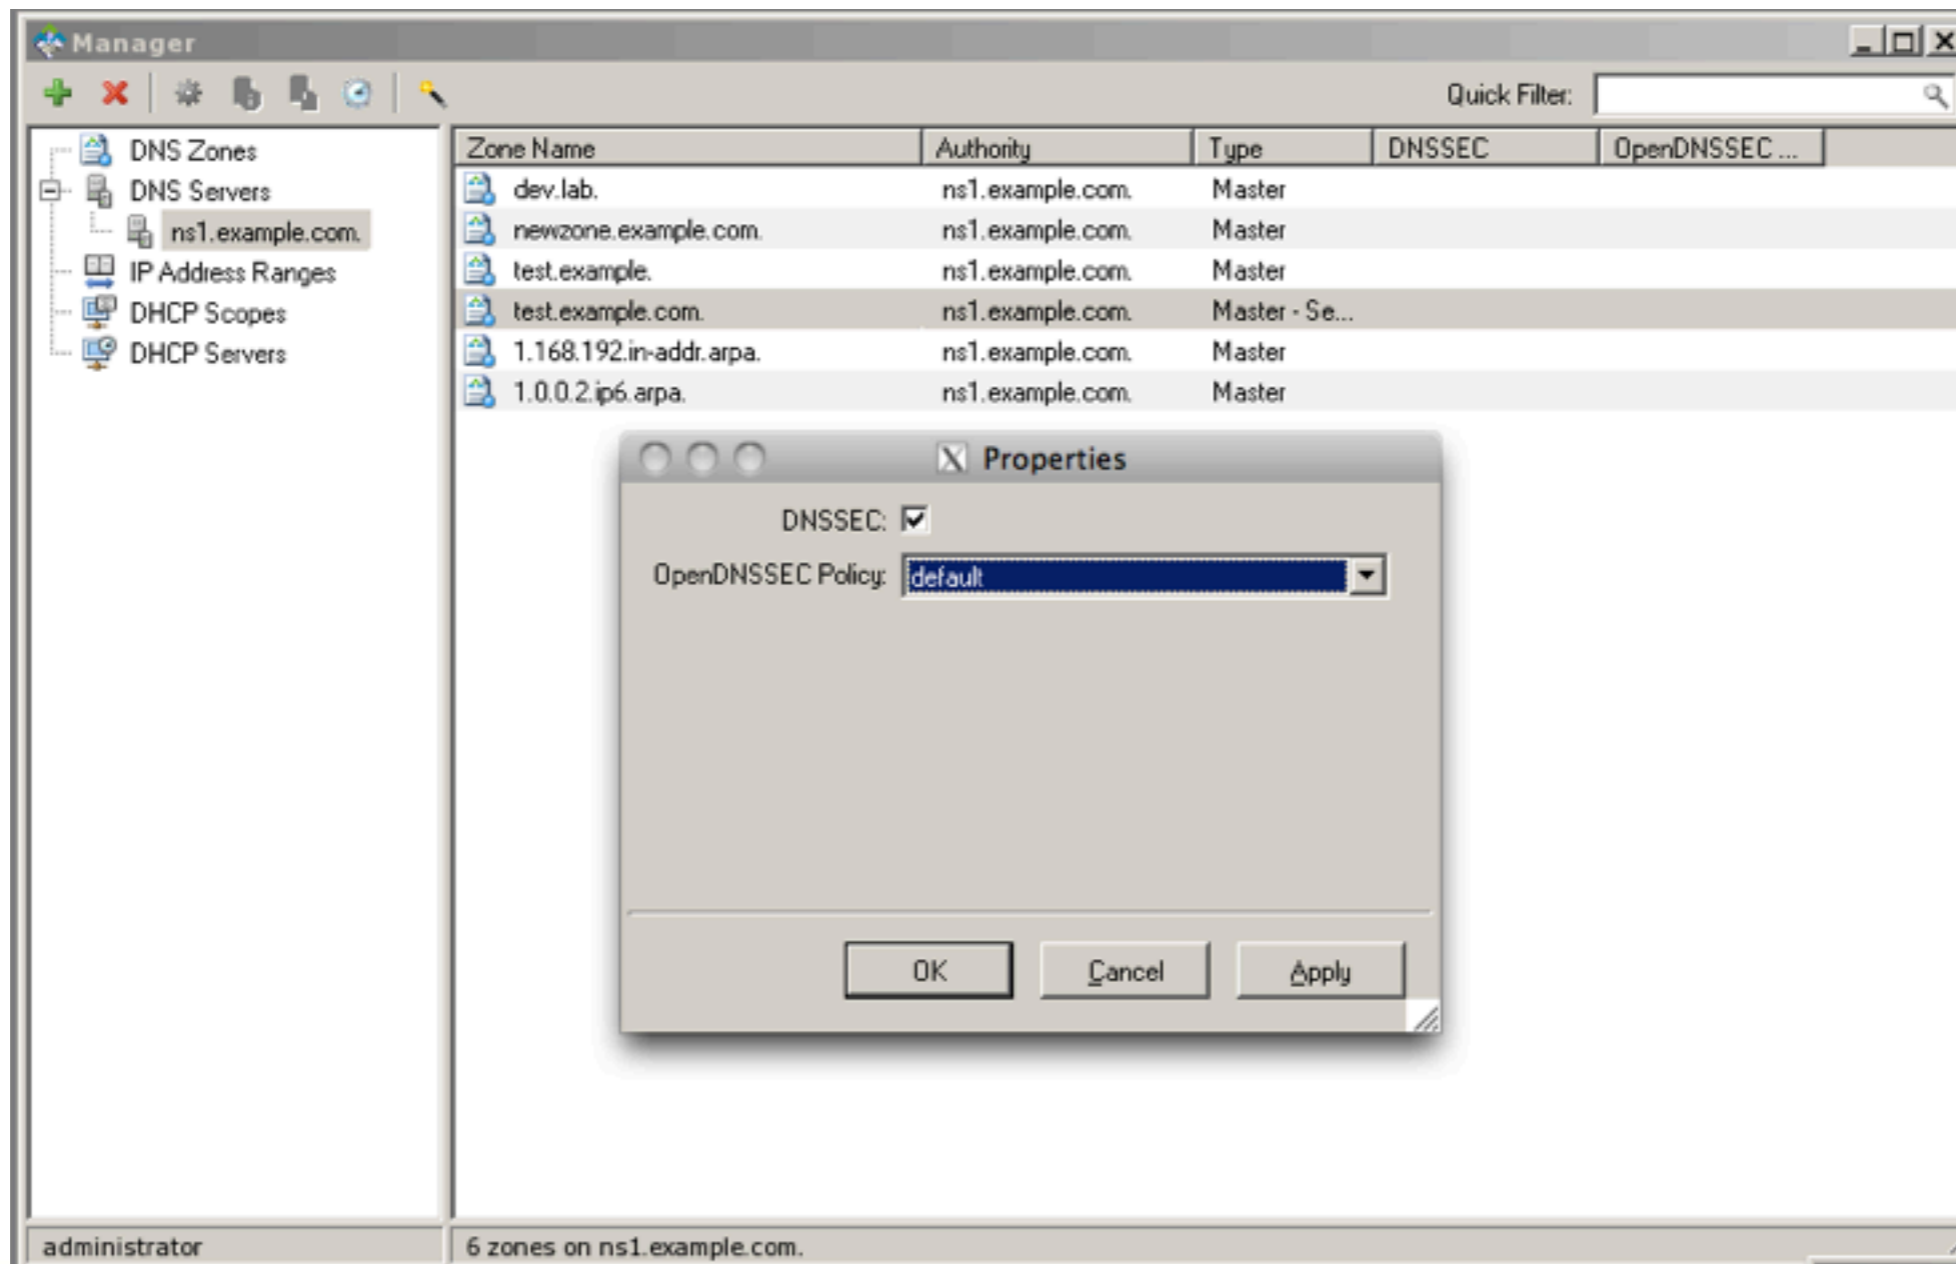 Manager
Quick Filter:
DNS Zones
DNS Servers
ns1.example.com.
IP Address Ranges
DHCP Scopes
DHCP Servers
Zone Name Authority Type DNSSEC OpenDNSSEC ...
dev.lab. ns1.example.com. Master
newzone.example.com. ns1.example.com. Master
test.example. ns1.example.com. Master
test.example.com. ns1.example.com. Master - Se...
1.168.192.in-addr.arpa. ns1.example.com. Master
1.0.0.2.ip6.arpa. ns1.example.com. Master
Properties
DNSSEC:
OpenDNSSEC Policy: default
OK Cancel Apply
administrator 6 zones on ns1.example.com.